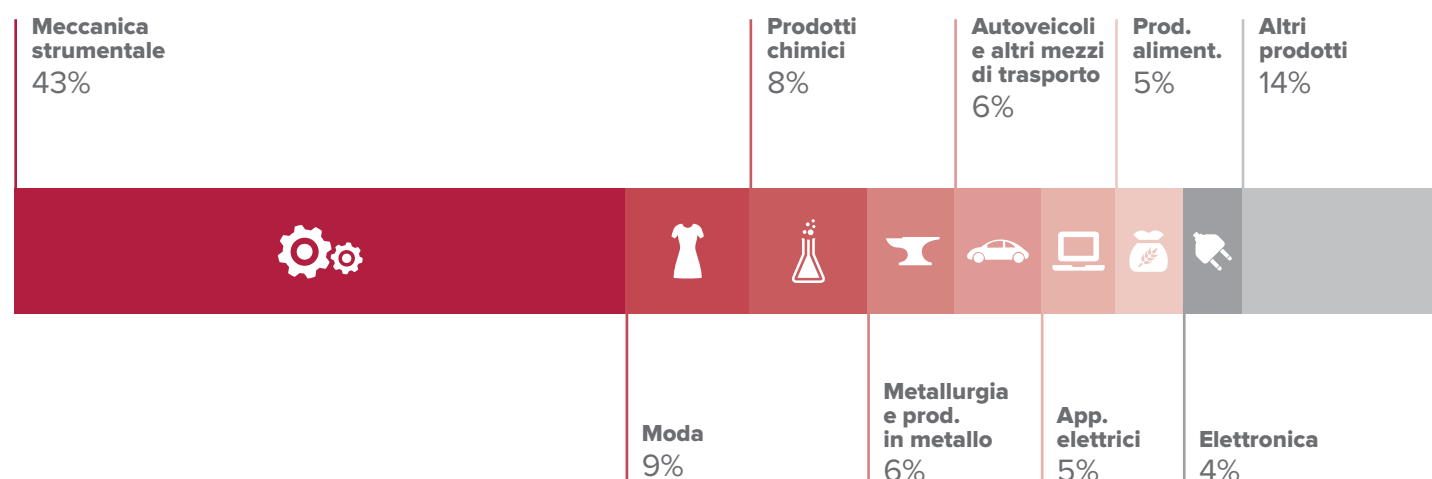 Meccanica
strumentale
43%
Prodotti
chimici
8%
Autoveicoli
e altri mezzi
di trasporto
6%
Prod.
aliment.
5%
Altri
prodotti
14%
Moda
9%
Metallurgia
e prod.
in metallo
6%
App.
elettrici
5%
Elettronica
4%